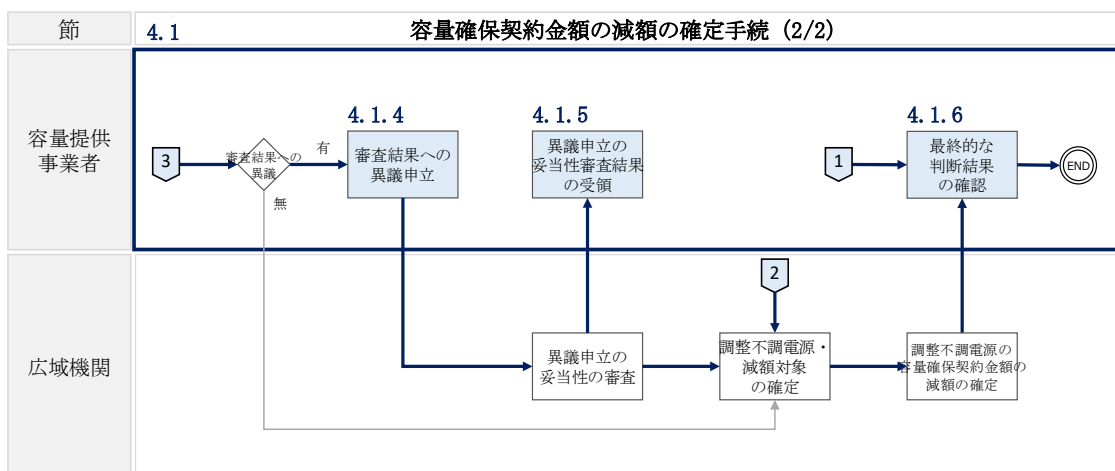 節
4.1
容量確保契約金額の減額の確定手続（2/2）
容量提供
事業者
3
審査結果への
異議
有
無
4.1.4
審査結果への
異議申立
4.1.5
異議申立の
妥当性審査結果
の受領
1
4.1.6
最終的な
判断結果
の確認
END
広域機関
異議申立の
妥当性の審査
2
調整不調電源・
減額対象
の確定
調整不調電源の
容量確保契約金額の
減額の確定